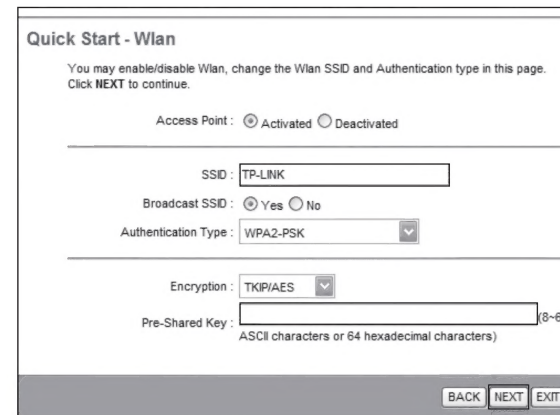 Quick Start - Wlan
You may enable/disable Wlan, change the Wlan SSID and Authentication type in this page.
Click NEXT to continue.
Access Point : Activated Deactivated
SSID : TP-LINK
Broadcast SSID : Yes No
Authentication Type : WPA2-PSK
Encryption : TKIP/AES
Pre-Shared Key : (8~6
ASCII characters or 64 hexadecimal characters)
BACK NEXT EXIT